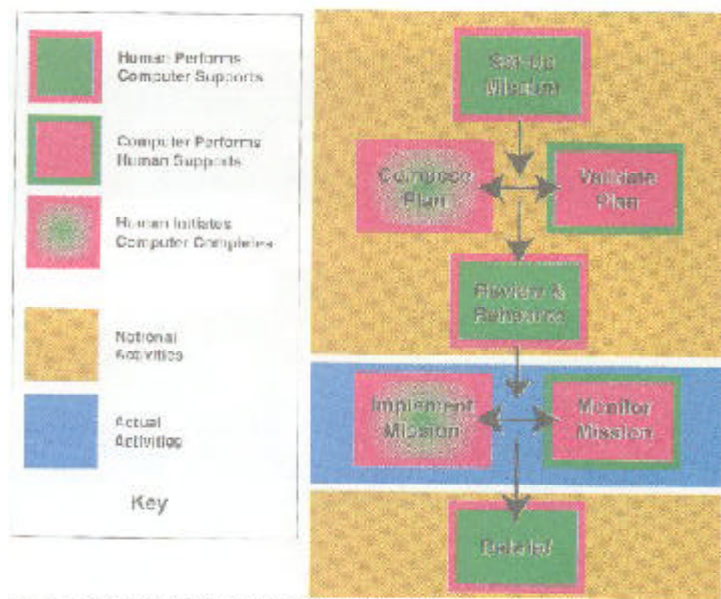 Human Performs
Computer Supports
Computer Performs
Human Supports
Human Initiates
Computer Completes
Notional
Activities
Actual
Activities
Key
Set-Up
Mission
Compose
Plan
Validate
Plan
Review &
Rehearse
Implement
Mission
Monitor
Mission
Debrief